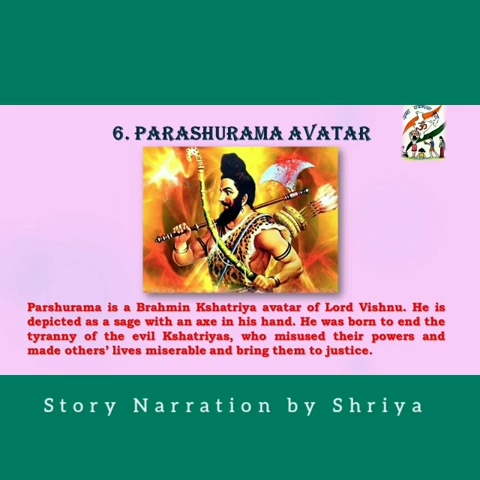 6. PARASHURAMA AVATAR
Parshurama is a Brahmin Kshatriya avatar of Lord Vishnu. He is
depicted as a sage with an axe in his hand. He was born to end the
tyranny of the evil Kshatriyas, who misused their powers and
made others' lives miserable and bring them to justice.
Story Narration by Shriya